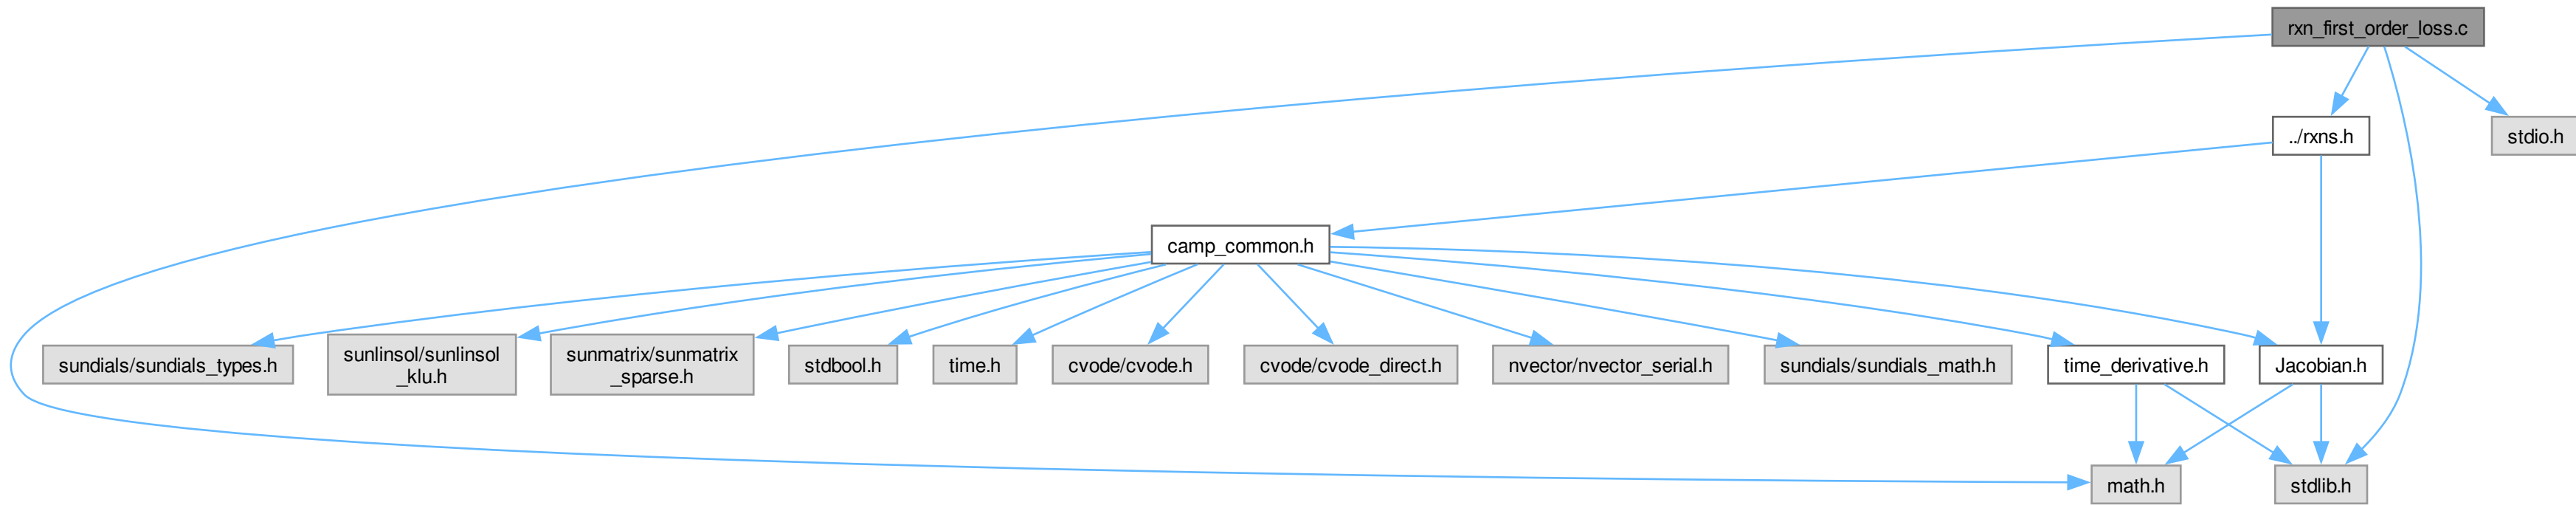 rxn_first_order_loss.c
../rxns.h
stdio.h
camp_common.h
sundials/sundials_types.h
sunlinsol/sunlinsol
_klu.h
sunmatrix/sunmatrix
_sparse.h
stdbool.h
time.h
cvode/cvode.h
cvode/cvode_direct.h
nvector/nvector_serial.h
sundials/sundials_math.h
time_derivative.h
Jacobian.h
math.h
stdlib.h